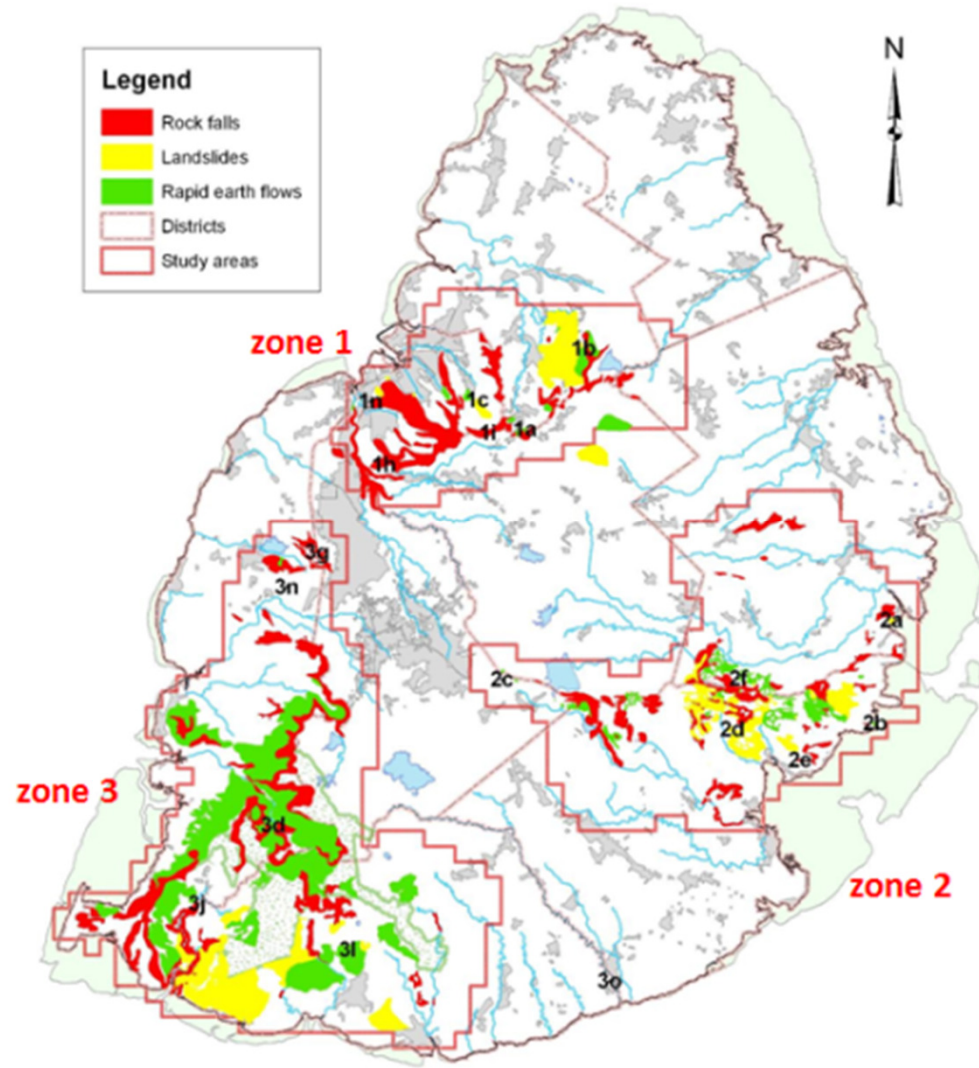 N
Legend
Rock falls
Landslides
Rapid earth flows
Districts
Study areas
zone 1
1b
1n
1c
1i
1a
1h
3g
3n
2a
2c
2f
2d
2b
2e
zone 3
3d
zone 2
3j
3l
3o